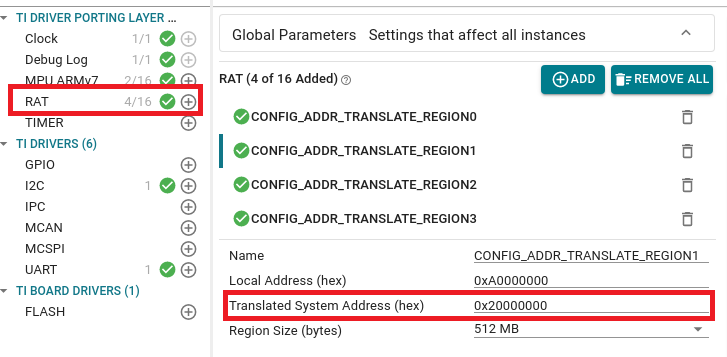 TI DRIVER PORTING LAYER ...
Clock 1/1
Debug Log 1/1
MPU ARMv7 2/16
RAT 4/16
TIMER
TI DRIVERS (6)
GPIO
I2C 1
IPC
MCAN
MCSPI
UART 1
TI BOARD DRIVERS (1)
FLASH
Global Parameters Settings that affect all instances
RAT (4 of 16 Added) ADD REMOVE ALL
CONFIG_ADDR_TRANSLATE_REGION0
CONFIG_ADDR_TRANSLATE_REGION1
CONFIG_ADDR_TRANSLATE_REGION2
CONFIG_ADDR_TRANSLATE_REGION3
Name CONFIG_ADDR_TRANSLATE_REGION1
Local Address (hex) 0xA0000000
Translated System Address (hex) 0x20000000
Region Size (bytes) 512 MB